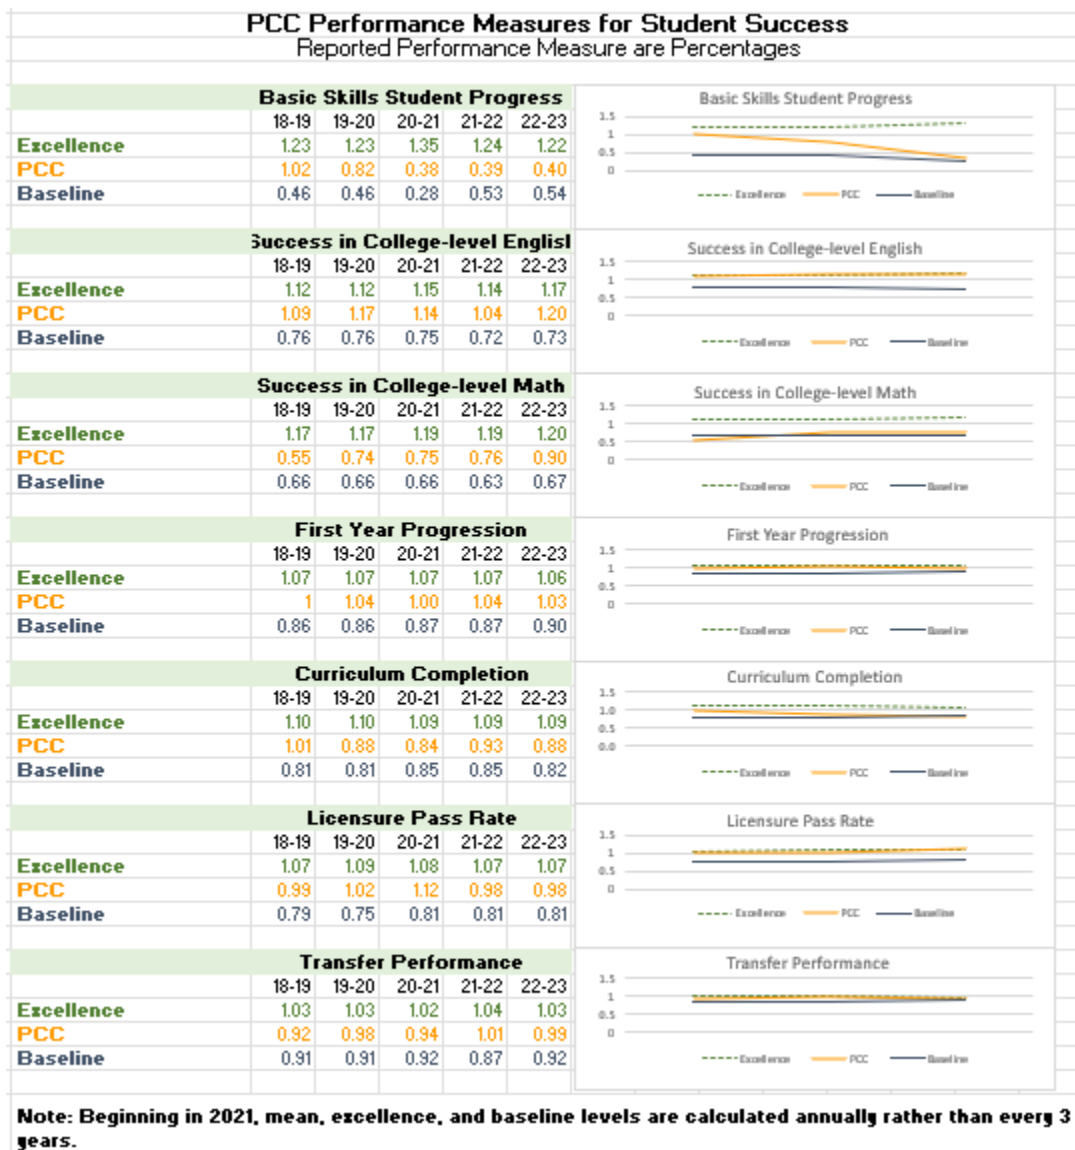 PCC Performance Measures for Student Success
Reported Performance Measure are Percentages
Basic Skills Student Progress
18-19 19-20 20-21 21-22 22-23
Excellence 1.23 1.23 1.35 1.24 1.22
PCC 1.02 0.82 0.38 0.39 0.40
Baseline 0.46 0.46 0.28 0.53 0.54
Basic Skills Student Progress
1.5
1
0.5
0
Excellence PCC Baseline
Success in College-level Englisl
18-19 19-20 20-21 21-22 22-23
Excellence 1.12 1.12 1.15 1.14 1.17
PCC 1.09 1.17 1.14 1.04 1.20
Baseline 0.76 0.76 0.75 0.72 0.73
Success in College-level English
1.5
1
0.5
0
Excellence PCC Baseline
Success in College-level Math
18-19 19-20 20-21 21-22 22-23
Excellence 1.17 1.17 1.19 1.19 1.20
PCC 0.55 0.74 0.75 0.76 0.90
Baseline 0.66 0.66 0.66 0.63 0.67
Success in College-level Math
1.5
1
0.5
0
Excellence PCC Baseline
First Year Progression
18-19 19-20 20-21 21-22 22-23
Excellence 1.07 1.07 1.07 1.07 1.06
PCC 1 1.04 1.00 1.04 1.03
Baseline 0.86 0.86 0.87 0.87 0.90
First Year Progression
1.5
1
0.5
0
Excellence PCC Baseline
Curriculum Completion
18-19 19-20 20-21 21-22 22-23
Excellence 1.10 1.10 1.09 1.09 1.09
PCC 1.01 0.88 0.84 0.93 0.88
Baseline 0.81 0.81 0.85 0.85 0.82
Curriculum Completion
1.5
1.0
0.5
0.0
Excellence PCC Baseline
Licensure Pass Rate
18-19 19-20 20-21 21-22 22-23
Excellence 1.07 1.09 1.08 1.07 1.07
PCC 0.99 1.02 1.12 0.98 0.98
Baseline 0.79 0.75 0.81 0.81 0.81
Licensure Pass Rate
1.5
1
0.5
0
Excellence PCC Baseline
Transfer Performance
18-19 19-20 20-21 21-22 22-23
Excellence 1.03 1.03 1.02 1.04 1.03
PCC 0.92 0.98 0.94 1.01 0.99
Baseline 0.91 0.91 0.92 0.87 0.92
Transfer Performance
1.5
1
0.5
0
Excellence PCC Baseline
Note: Beginning in 2021, mean, excellence, and baseline levels are calculated annually rather than every 3
years.